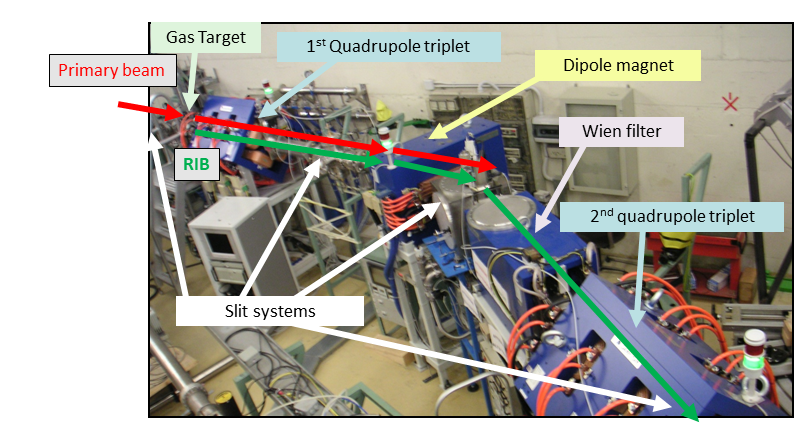 Gas Target
1st Quadrupole triplet
Primary beam
Dipole magnet
Wien filter
RIB
2nd quadrupole triplet
Slit systems